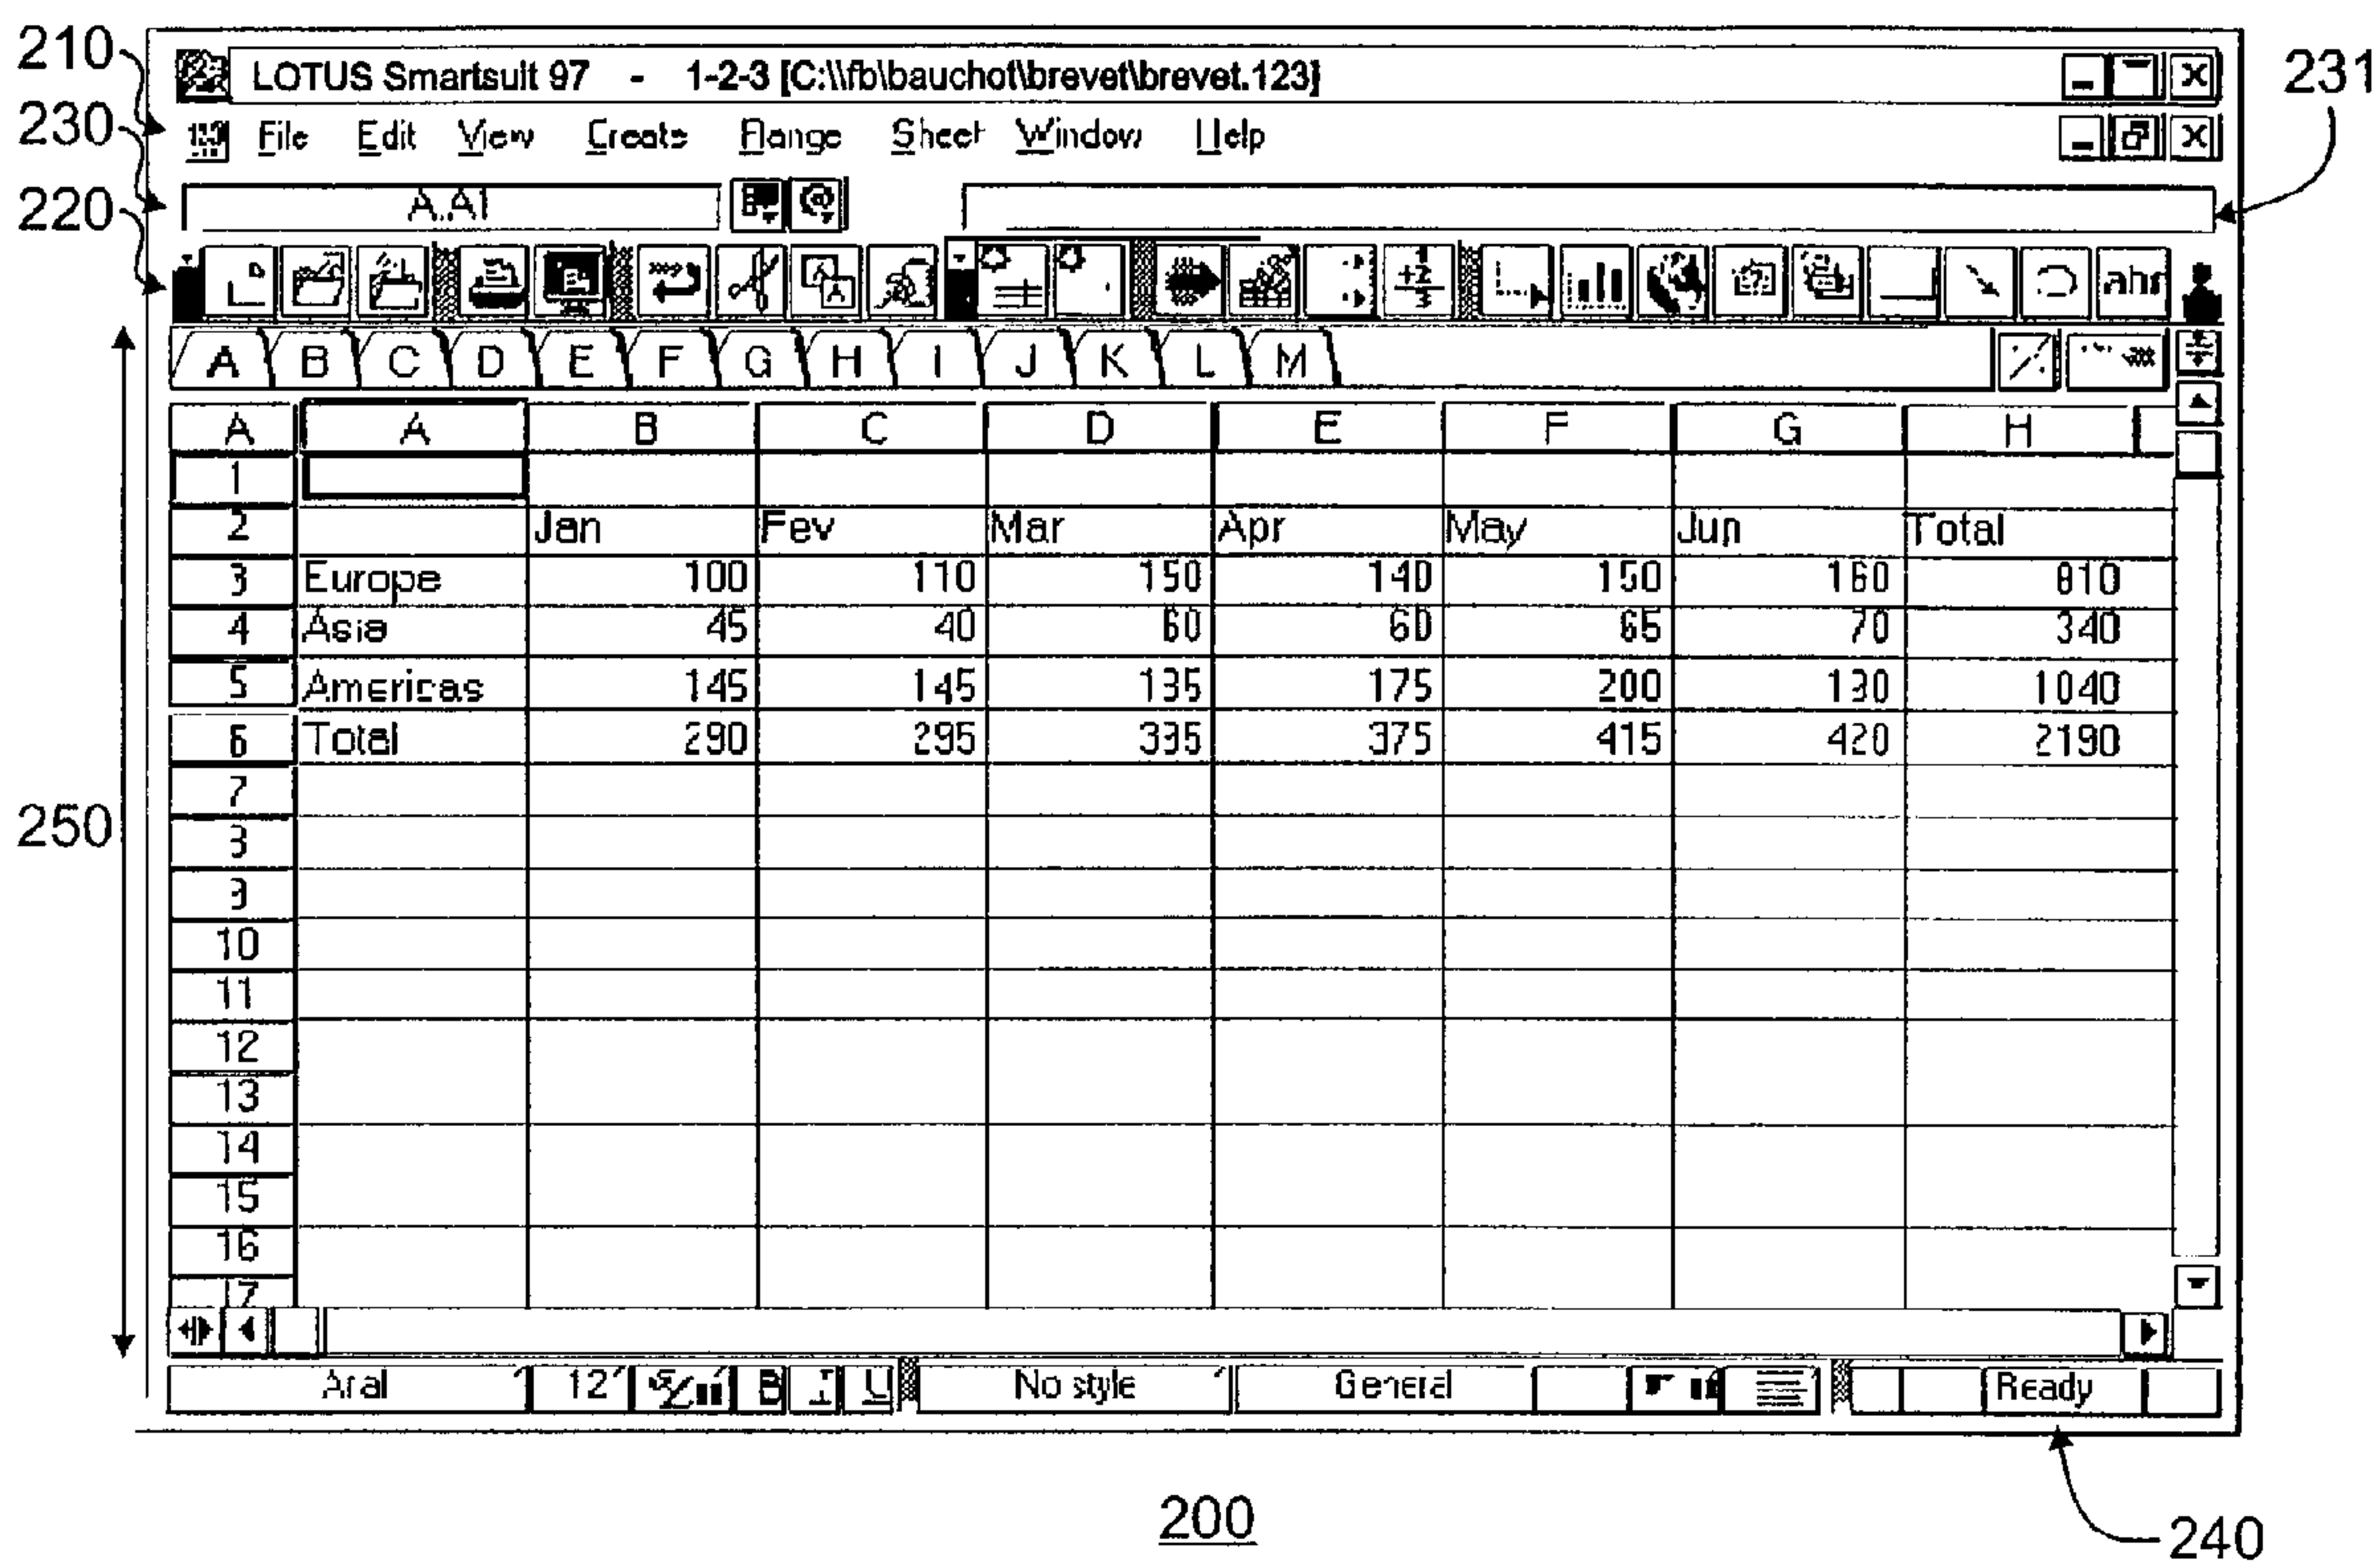 210
LOTUS Smartsuit 97 - 1-2-3 [C:\\fb\bauchot\brevet\brevet.123]
231
230
File Edit View Create Range Sheet Window Help
220
A:A1
A B C D E F G H I J K L M
A A B C D E F G H
1
2 Jan Fev Mar Apr May Jun Total
3 Europe 100 110 150 140 150 160 810
4 Asia 45 40 60 60 65 70 340
5 Americas 145 145 135 175 200 190 1040
6 Total 290 295 335 375 415 420 2190
7
250
8
9
10
11
12
13
14
15
16
17
Arial 12 B I U No style General Ready
200
240